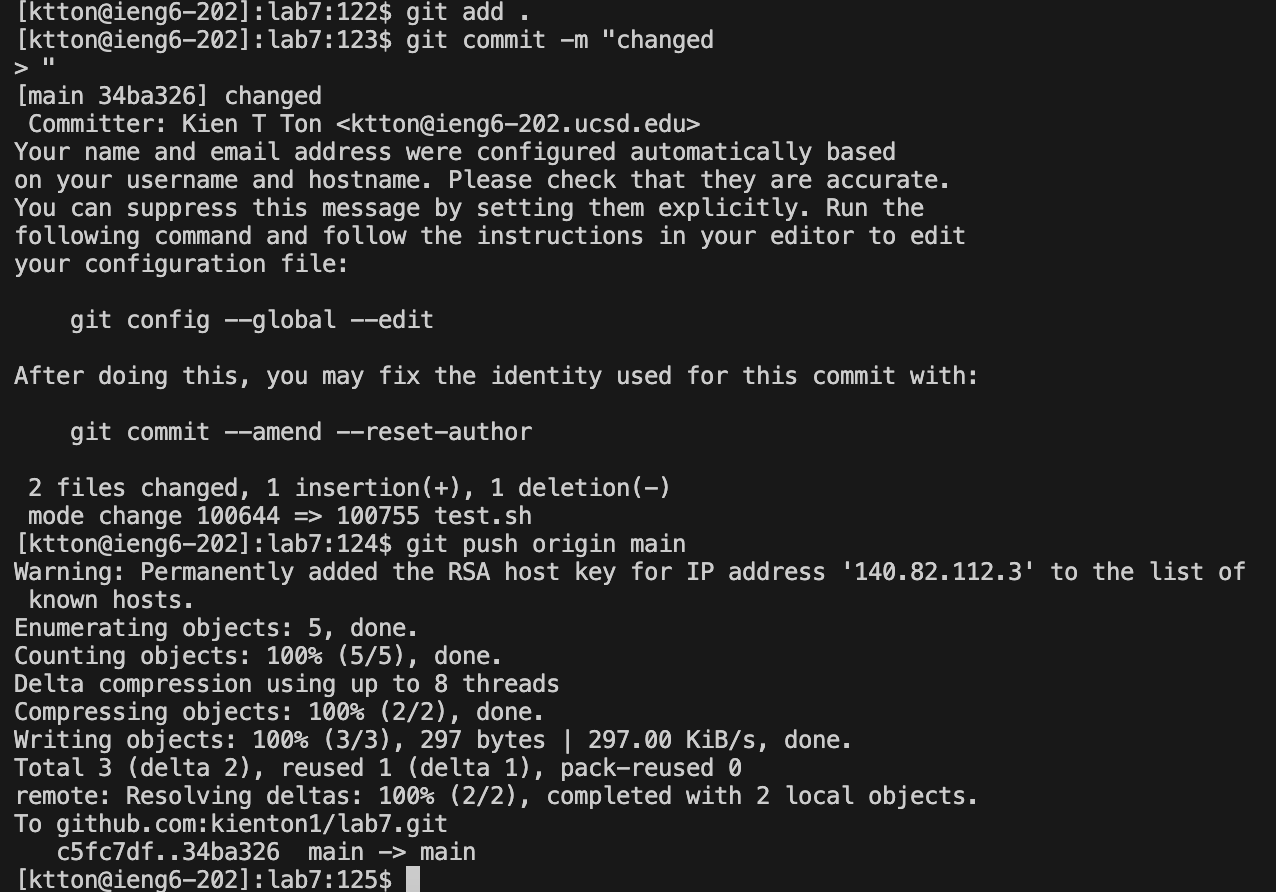 [ktton@ieng6-202]:lab7:122$ git add .
[ktton@ieng6-202]:lab7:123$ git commit -m "changed
> "
[main 34ba326] changed
 Committer: Kien T Ton <ktton@ieng6-202.ucsd.edu>
Your name and email address were configured automatically based
on your username and hostname. Please check that they are accurate.
You can suppress this message by setting them explicitly. Run the
following command and follow the instructions in your editor to edit
your configuration file:

    git config --global --edit

After doing this, you may fix the identity used for this commit with:

    git commit --amend --reset-author

 2 files changed, 1 insertion(+), 1 deletion(-)
 mode change 100644 => 100755 test.sh
[ktton@ieng6-202]:lab7:124$ git push origin main
Warning: Permanently added the RSA host key for IP address '140.82.112.3' to the list of
 known hosts.
Enumerating objects: 5, done.
Counting objects: 100% (5/5), done.
Delta compression using up to 8 threads
Compressing objects: 100% (2/2), done.
Writing objects: 100% (3/3), 297 bytes | 297.00 KiB/s, done.
Total 3 (delta 2), reused 1 (delta 1), pack-reused 0
remote: Resolving deltas: 100% (2/2), completed with 2 local objects.
To github.com:kienton1/lab7.git
   c5fc7df..34ba326  main -> main
[ktton@ieng6-202]:lab7:125$